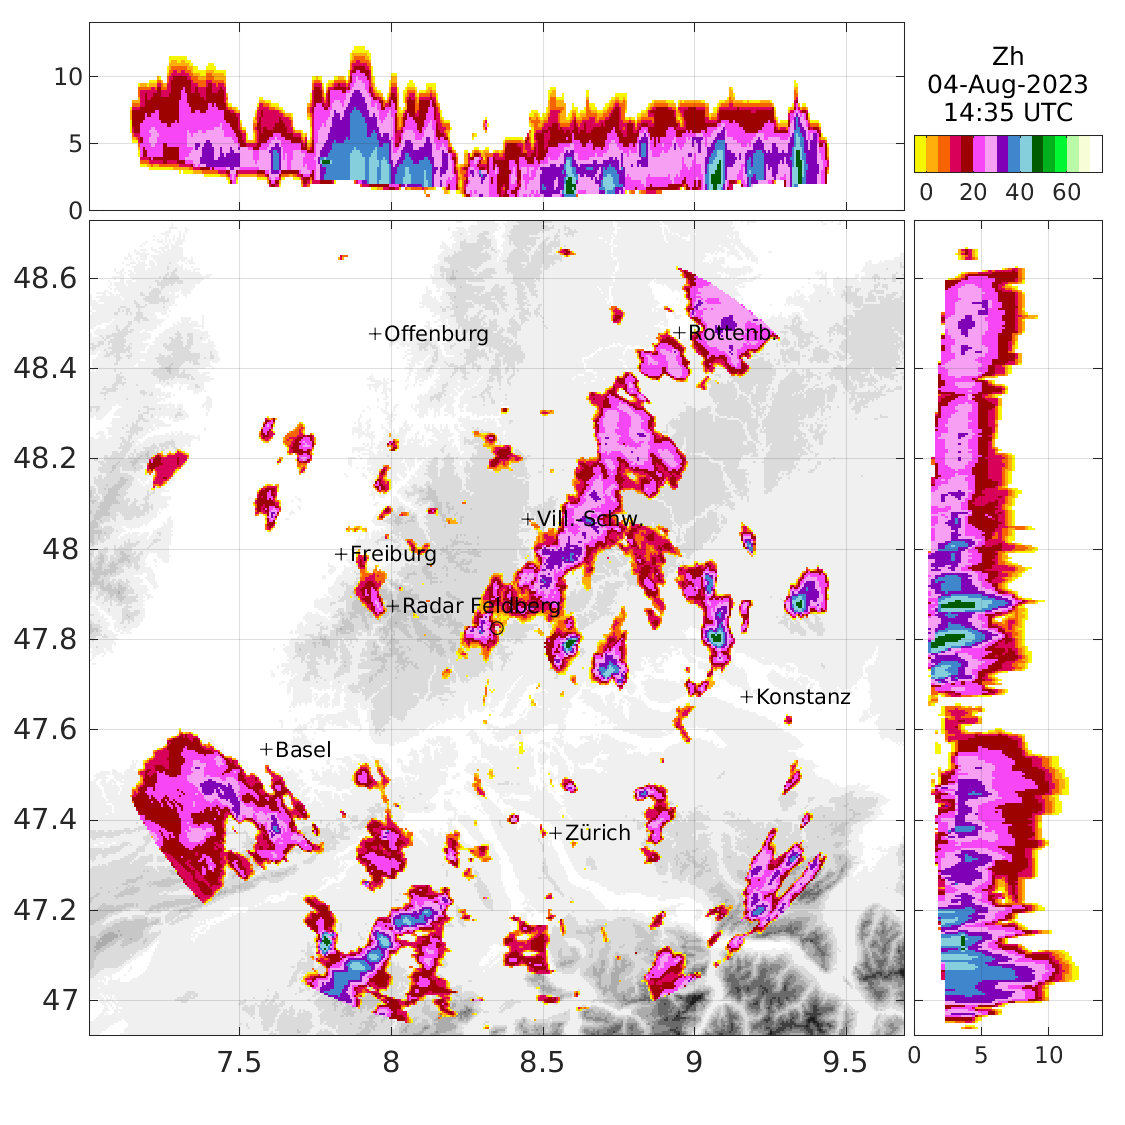 10
5
0
Zh
04-Aug-2023
14:35 UTC
0 20 40 60
48.6
48.4
48.2
48
47.8
47.6
47.4
47.2
47
+Offenburg
+Rottenb.
+Vill.-Schw.
+Freiburg
+Radar Feldberg
+Konstanz
+Basel
+Zürich
7.5 8 8.5 9 9.5
0 5 10